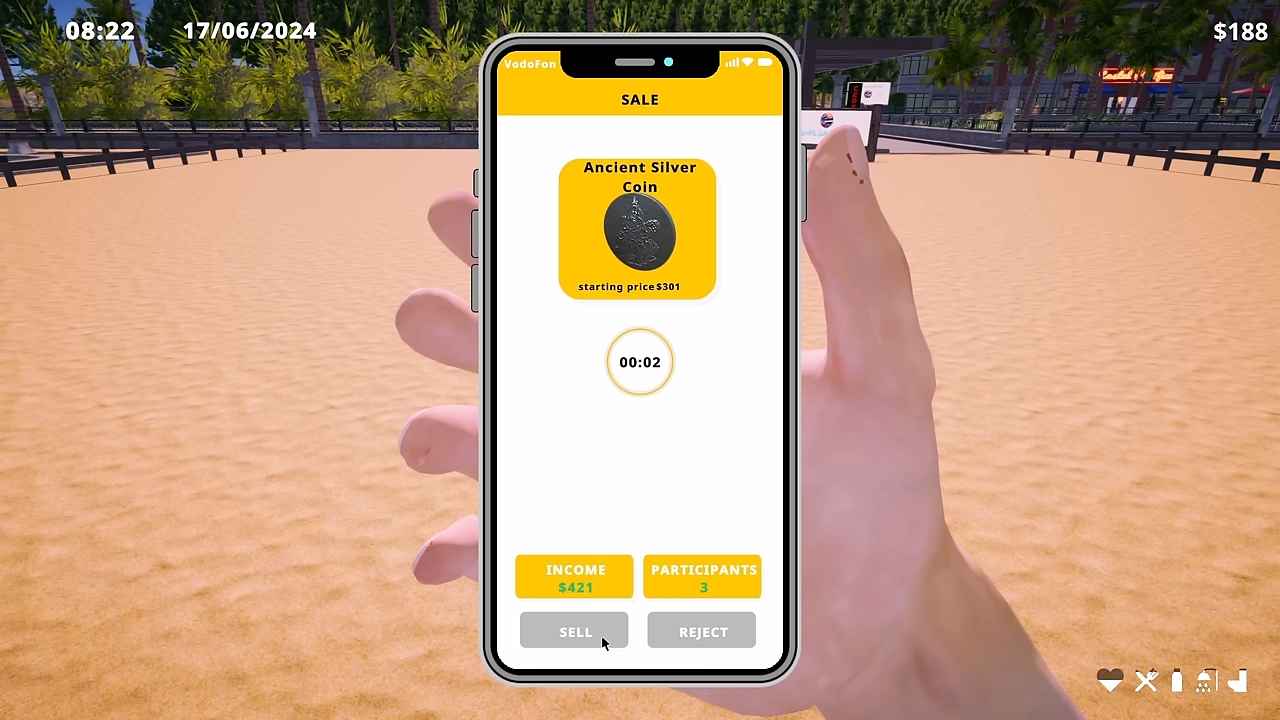 08:22 17/06/2024
$188
VodoFon
SALE
Ancient Silver
Coin
starting price $301
00:02
INCOME
$421
PARTICIPANTS
3
SELL
REJECT